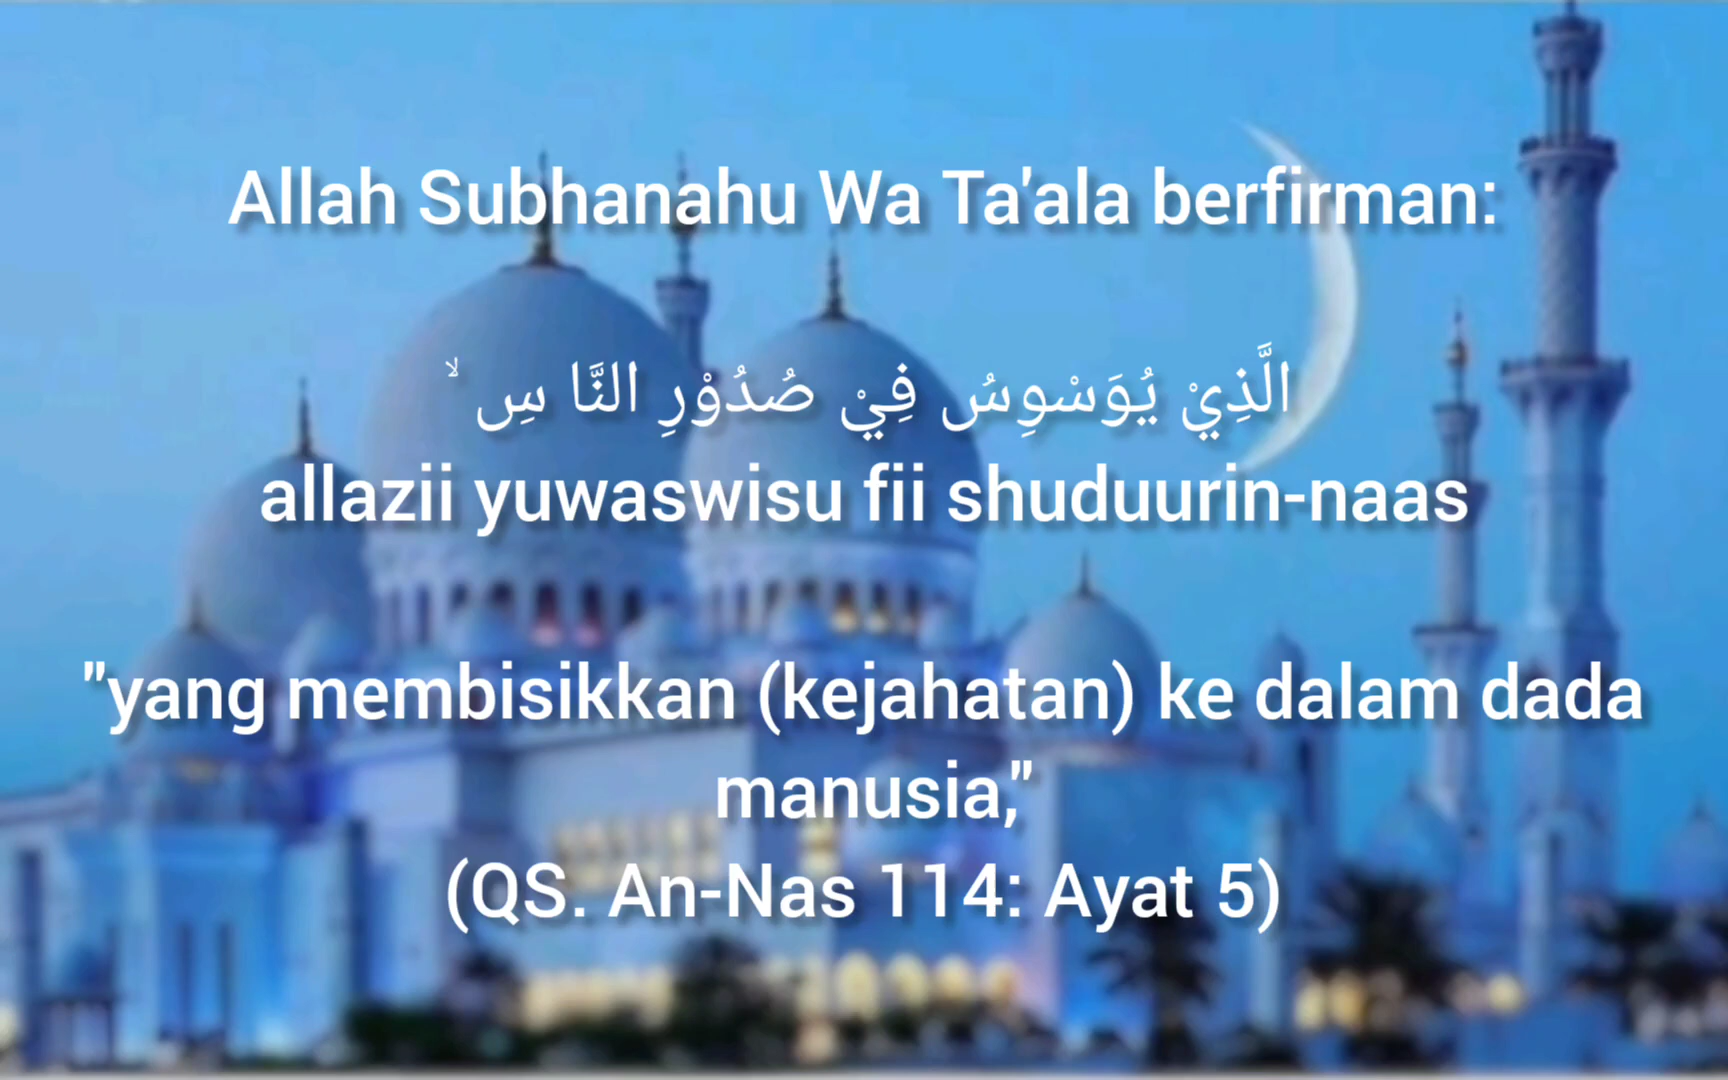 Allah Subhanahu Wa Ta'ala berfirman:
الَّذِيْ يُوَسْوِسُ فِيْ صُدُوْرِ النَّا سِ ۙ
allazii yuwaswisu fii shuduurin-naas
"yang membisikkan (kejahatan) ke dalam dada
manusia,"
(QS. An-Nas 114: Ayat 5)